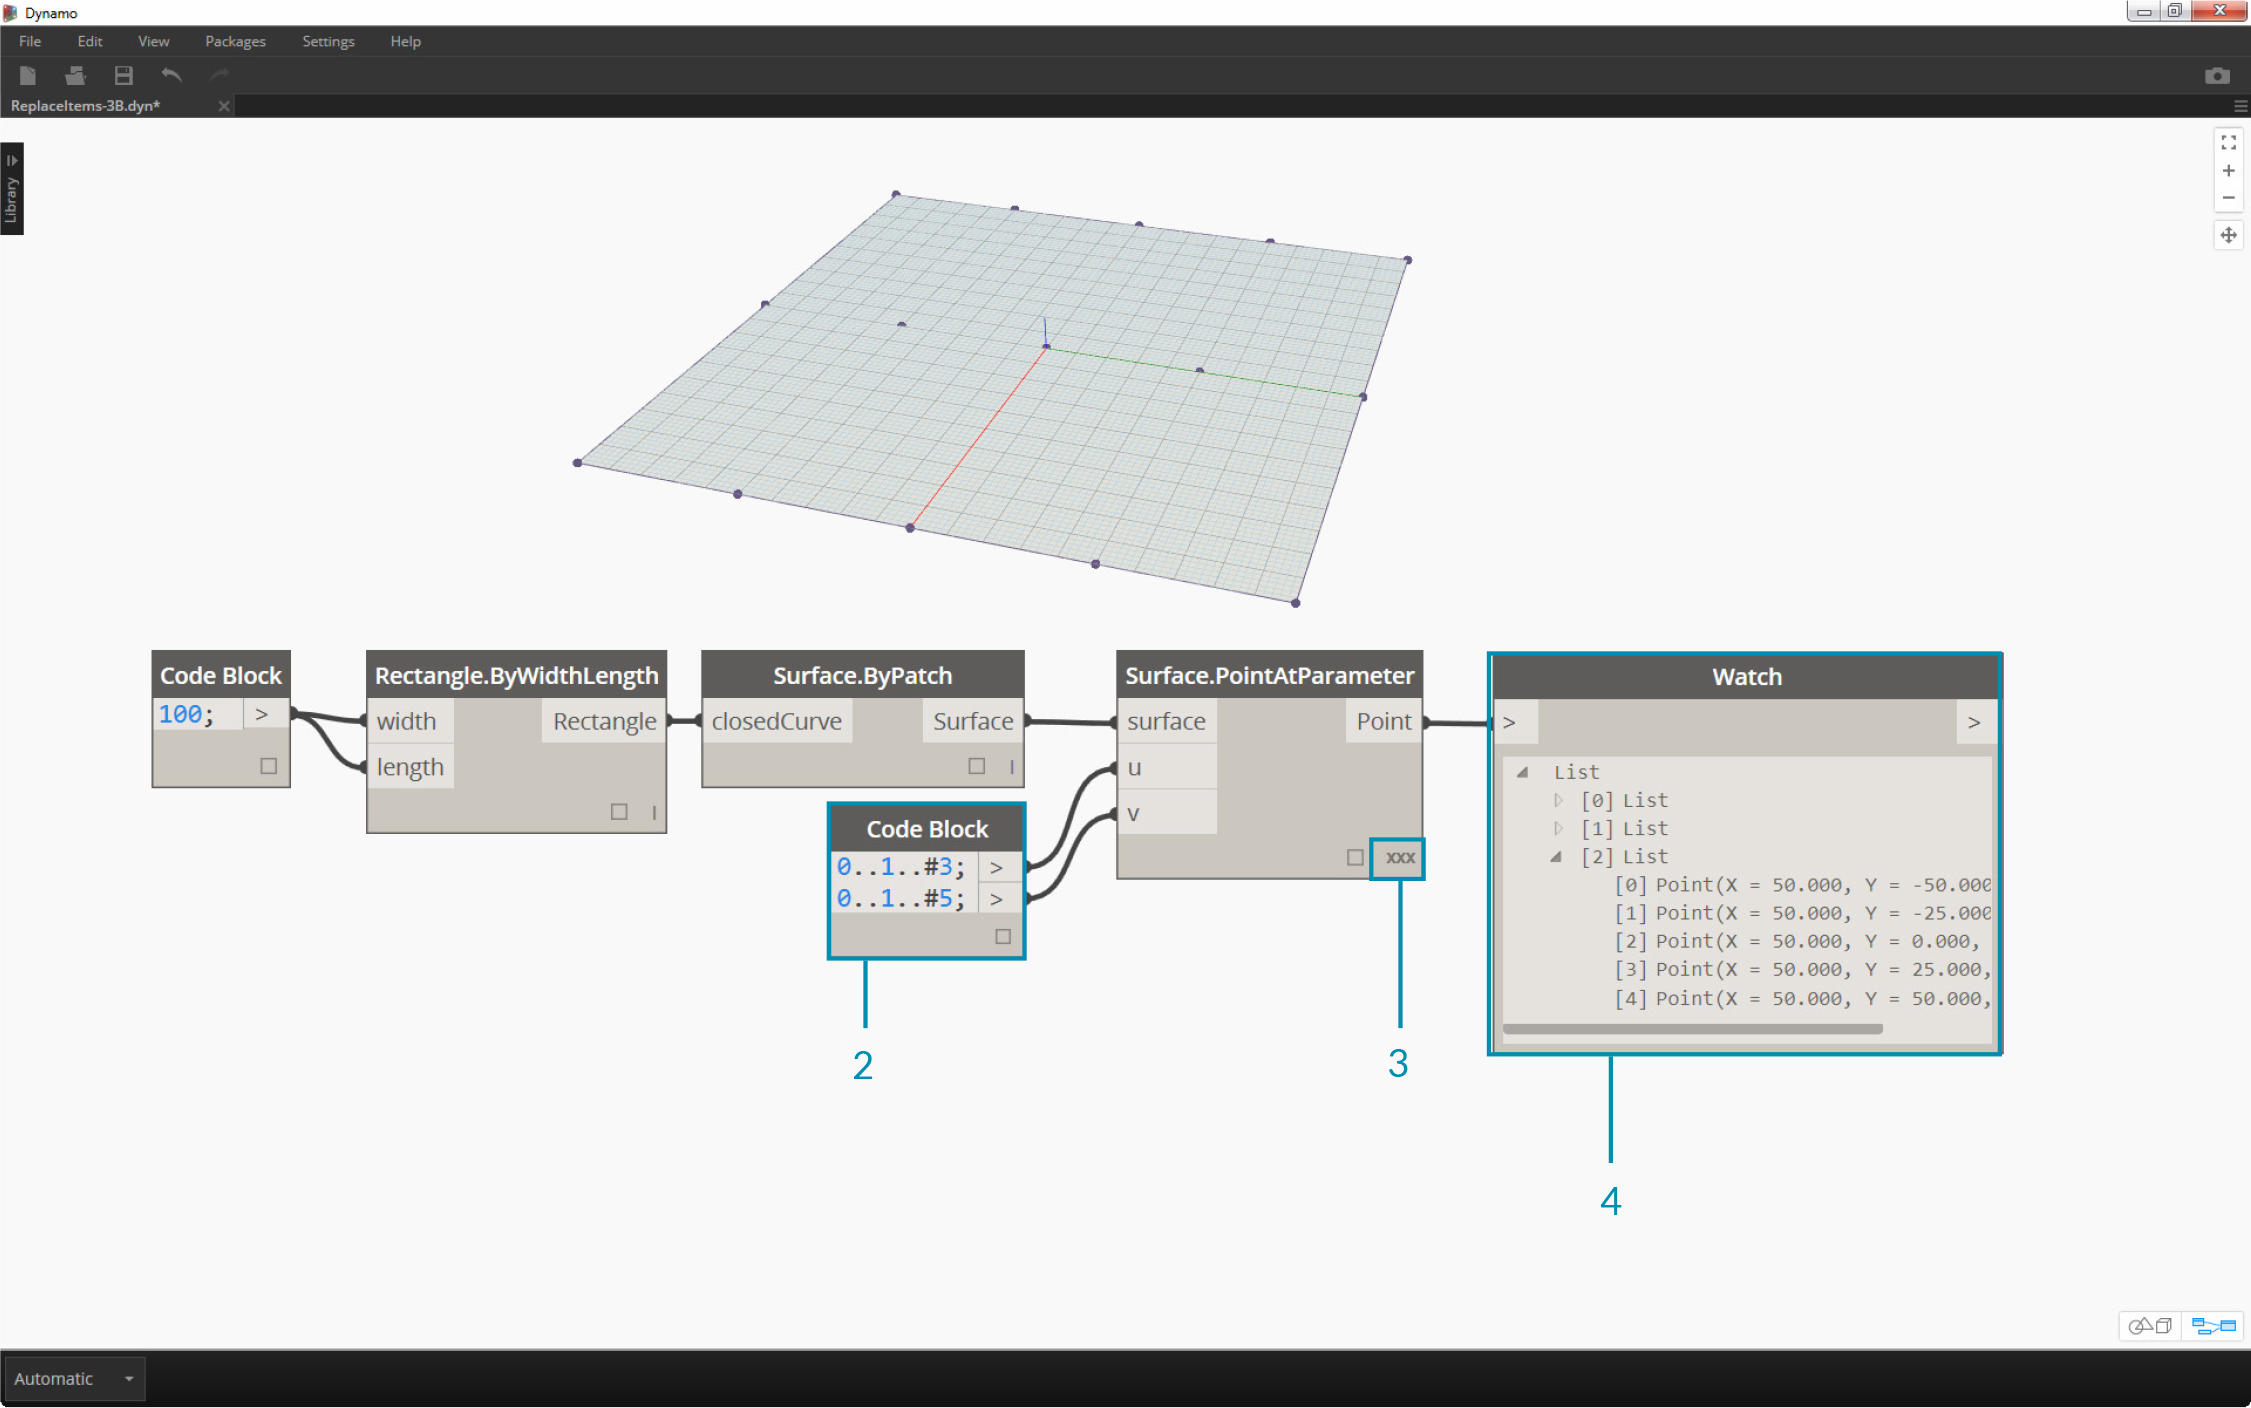 Dynamo
File Edit View Packages Settings Help
ReplaceItems-3B.dyn*
Library
Code Block
100; >
Rectangle.ByWidthLength
width Rectangle
length
Surface.ByPatch
closedCurve Surface
Surface.PointAtParameter
surface Point
u
v
xxx
Code Block
0..1..#3; >
0..1..#5; >
Watch
> >
List
[0] List
[1] List
[2] List
[0] Point(X = 50.000, Y = -50.000
[1] Point(X = 50.000, Y = -25.000
[2] Point(X = 50.000, Y = 0.000,
[3] Point(X = 50.000, Y = 25.000,
[4] Point(X = 50.000, Y = 50.000,
2
3
4
Automatic